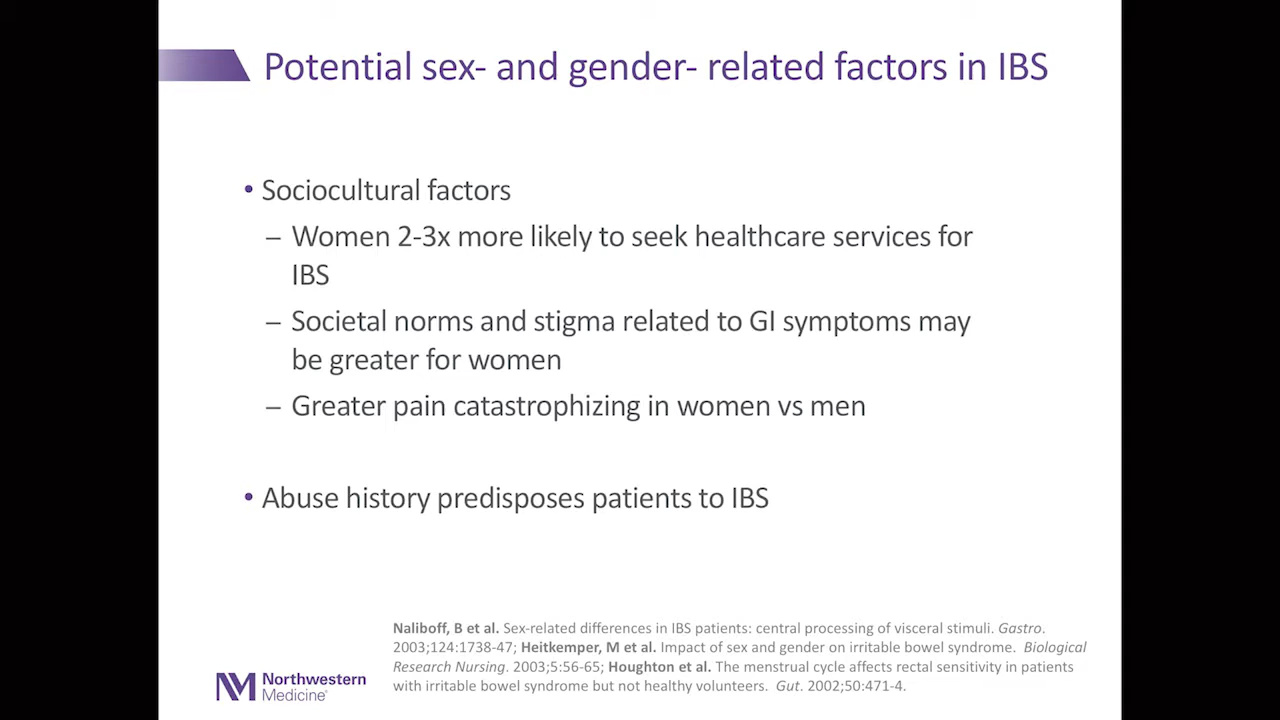 Potential sex- and gender- related factors in IBS
• Sociocultural factors
– Women 2-3x more likely to seek healthcare services for
IBS
– Societal norms and stigma related to GI symptoms may
be greater for women
– Greater pain catastrophizing in women vs men
• Abuse history predisposes patients to IBS
Naliboff, B et al. Sex-related differences in IBS patients: central processing of visceral stimuli. Gastro.
2003;124:1738-47; Heitkemper, M et al. Impact of sex and gender on irritable bowel syndrome. Biological
Research Nursing. 2003;5:56-65; Houghton et al. The menstrual cycle affects rectal sensitivity in patients
with irritable bowel syndrome but not healthy volunteers. Gut. 2002;50:471-4.
Northwestern
Medicine